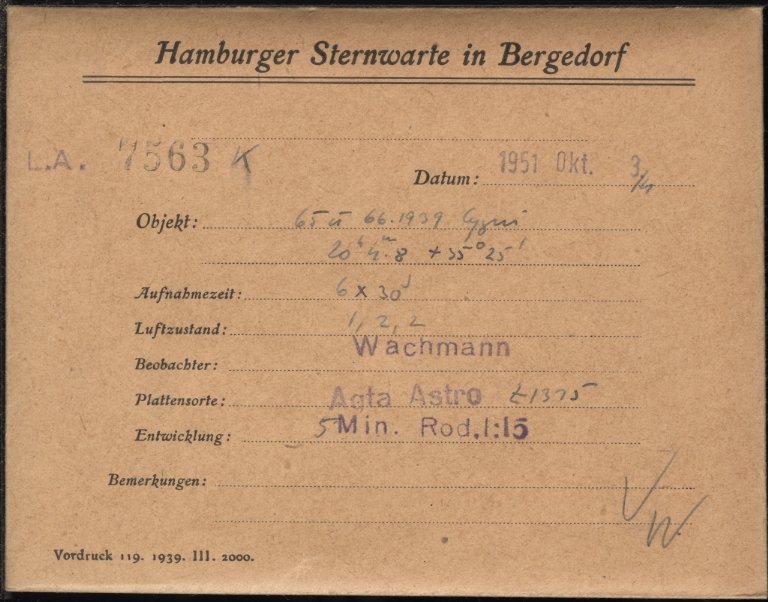 Hamburger Sternwarte in Bergedorf
L.A. 7563 K
Datum: 1951 Okt. 3/4
Objekt: 65 u 66.1939 Cygni
20ʰ 4ᵐ.8 + 35° 25'
Aufnahmezeit: 6 x 30ˢ
Luftzustand: 1, 2, 2
Beobachter: Wachmann
Plattensorte: Agfa Astro 1375
Entwicklung: 5 Min. Rod. 1:15
Bemerkungen:
W
Vordruck 119. 1939. III. 2000.